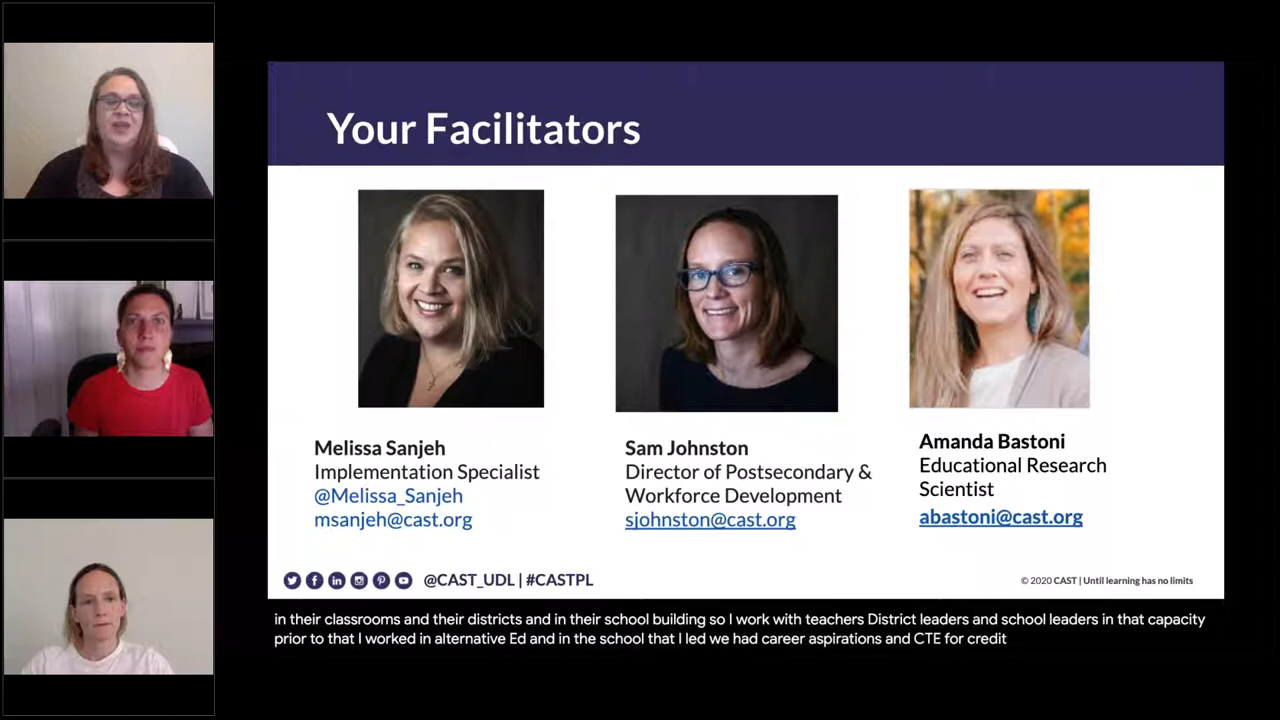 Your Facilitators
Melissa Sanjeh
Implementation Specialist
@Melissa_Sanjeh
msanjeh@cast.org
Sam Johnston
Director of Postsecondary &
Workforce Development
sjohnston@cast.org
Amanda Bastoni
Educational Research
Scientist
abastoni@cast.org
@CAST_UDL | #CASTPL
© 2020 CAST | Until learning has no limits
in their classrooms and their districts and in their school building so I work with teachers District leaders and school leaders in that capacity
prior to that I worked in alternative Ed and in the school that I led we had career aspirations and CTE for credit